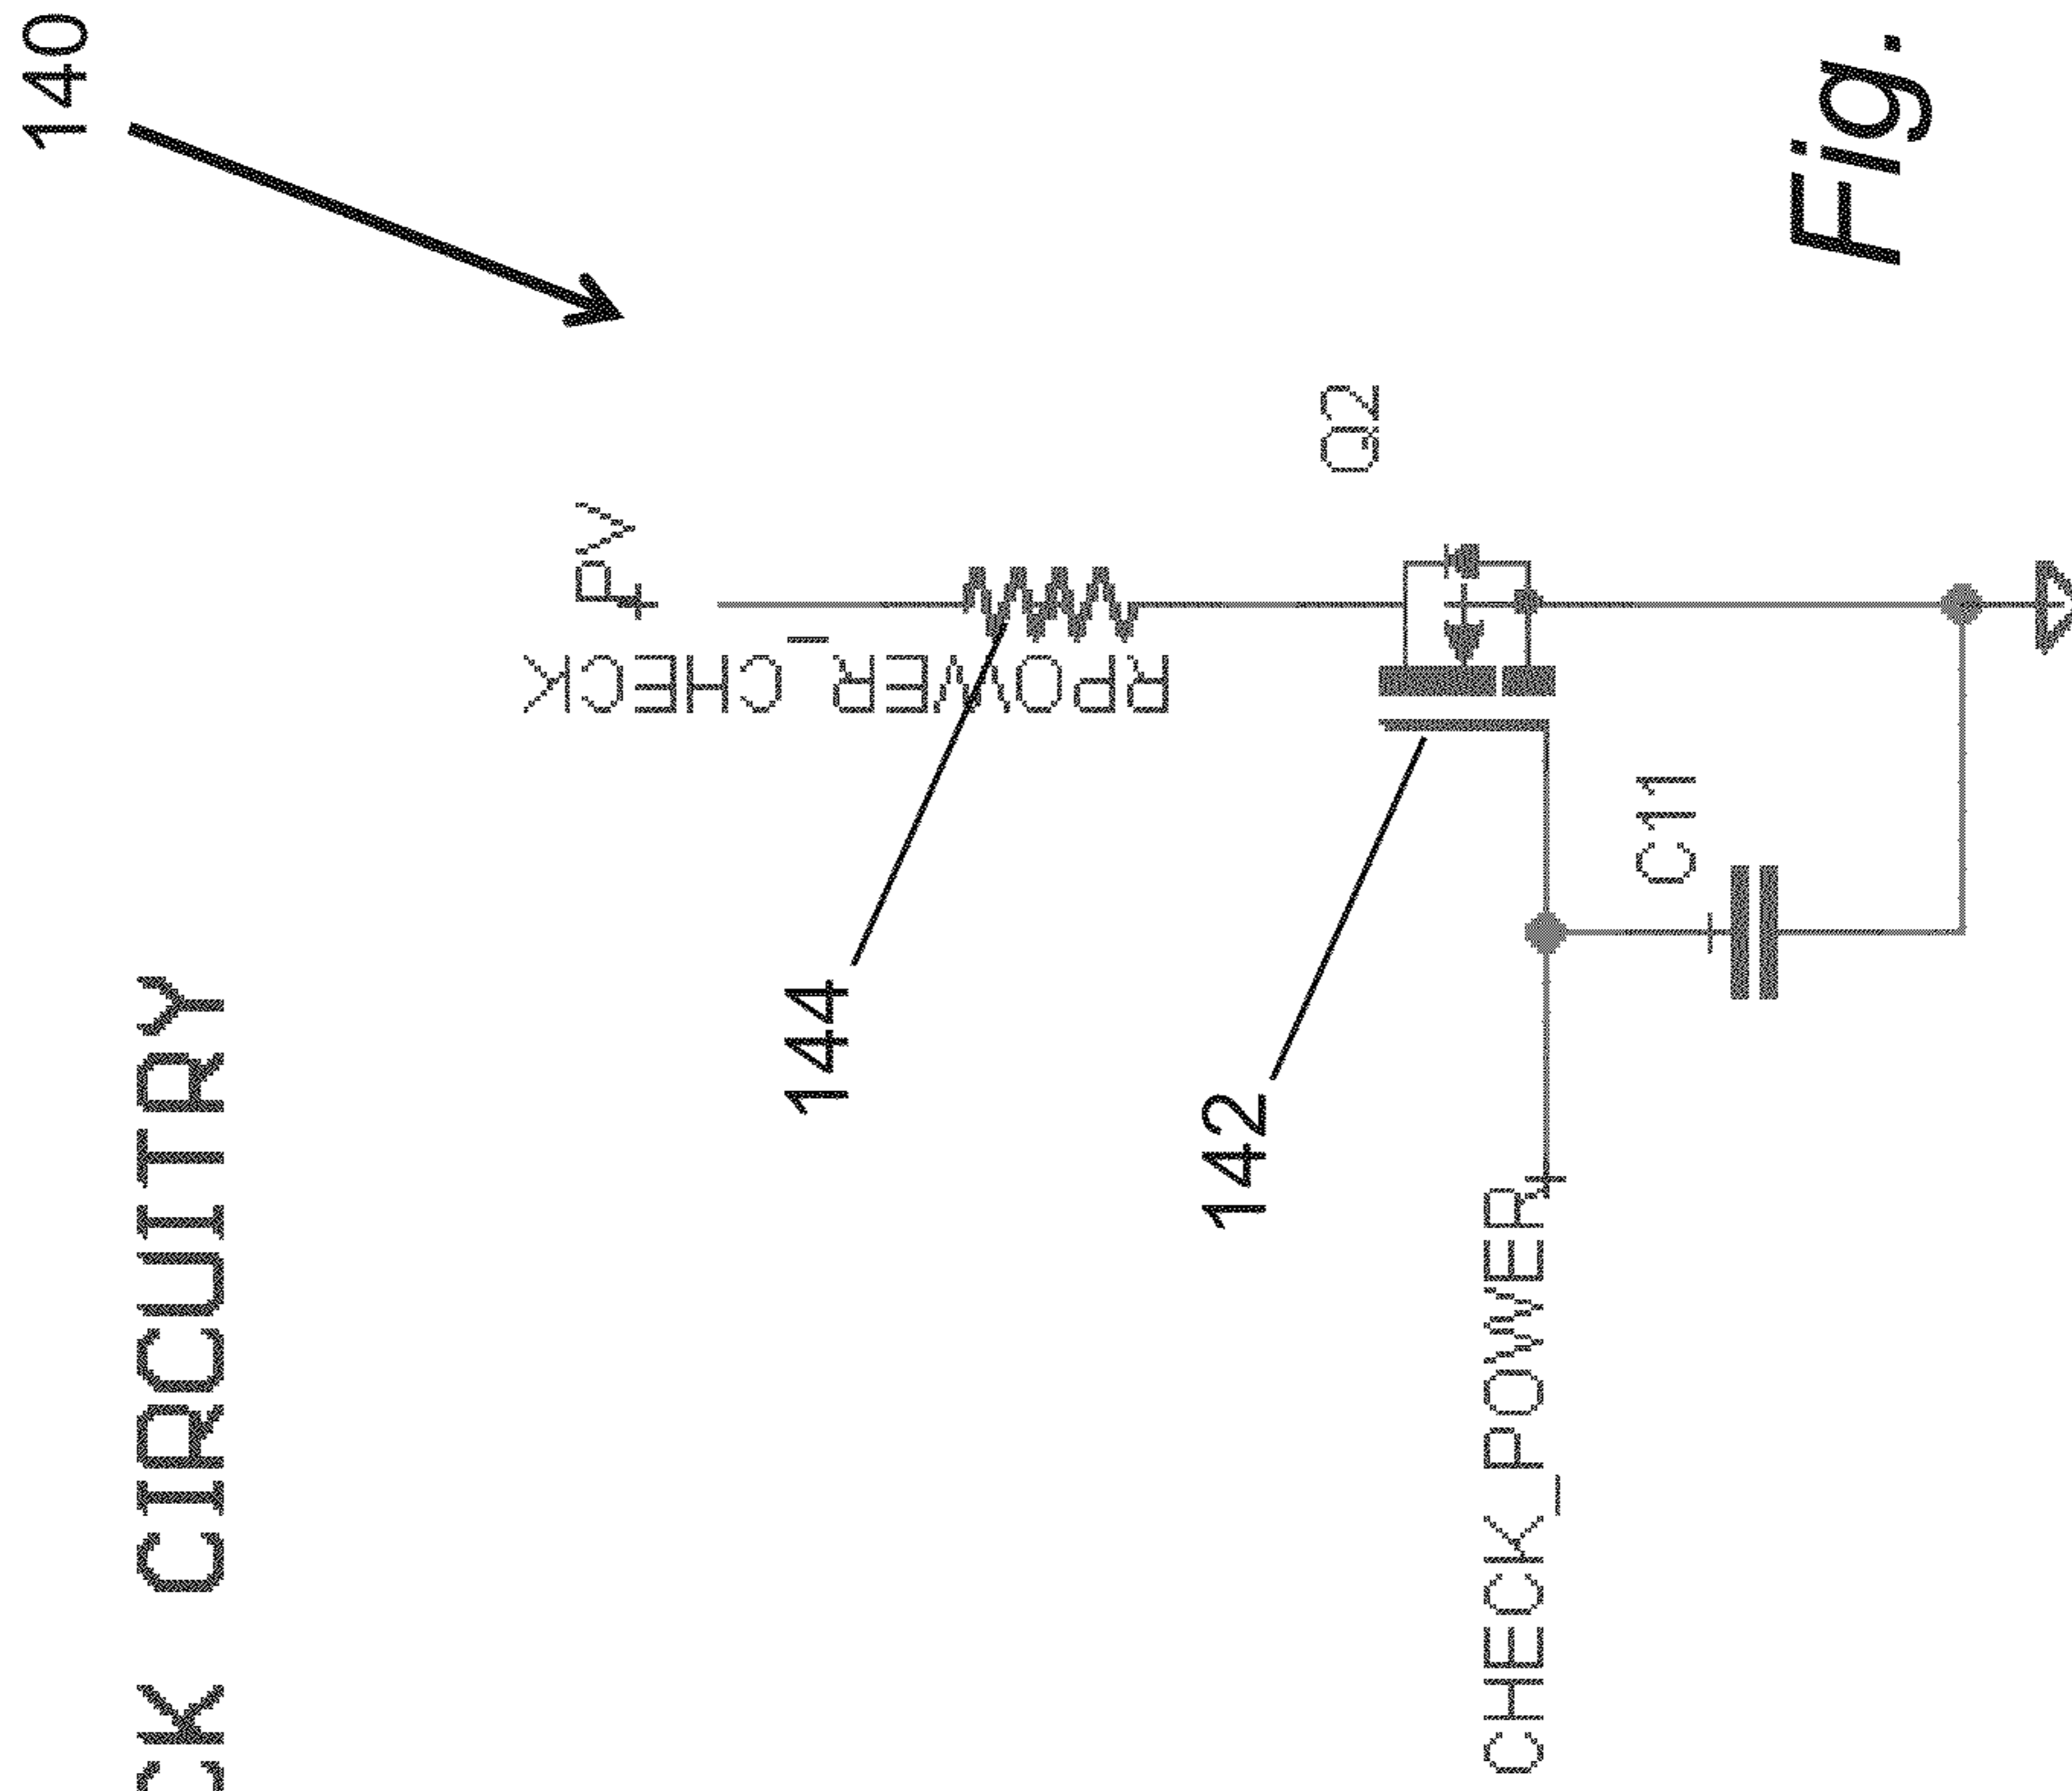 140
CK CIRCUITRY
PV
RPOWER_CHECK
144
Q2
142
C11
CHECK_POWER
Fig.